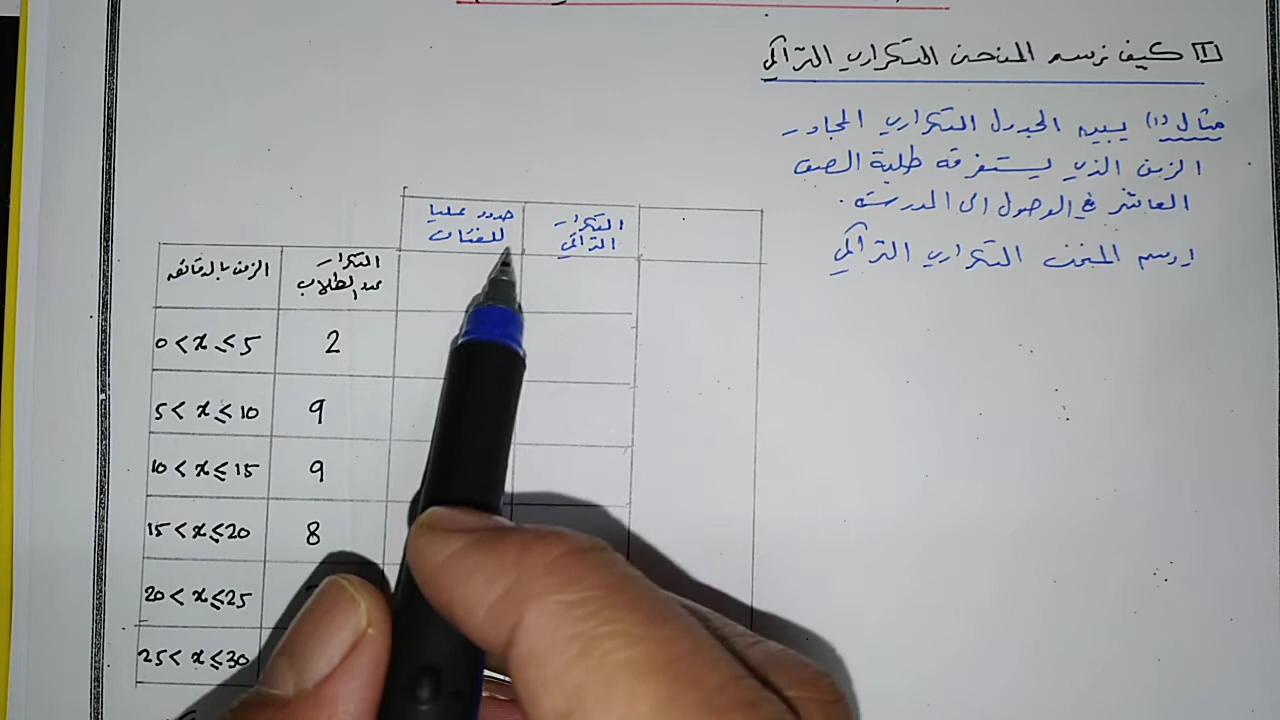 [1] كيف نرسم المنحنى التكراري التراكمي
مثال (1) يبين الجدول التكراري المجاور
الزمن الذي يستغرقه طلبة الصف
العاشر في الوصول الى المدرسة.
ارسم المنحنى التكراري التراكمي
حدود عليا للفئات
التكرار التراكمي
الزمن بالدقائق
التكرار عدد الطلاب
0 < x ≤ 5 2
5 < x ≤ 10 9
10 < x ≤ 15 9
15 < x ≤ 20 8
20 < x ≤ 25
25 < x ≤ 30